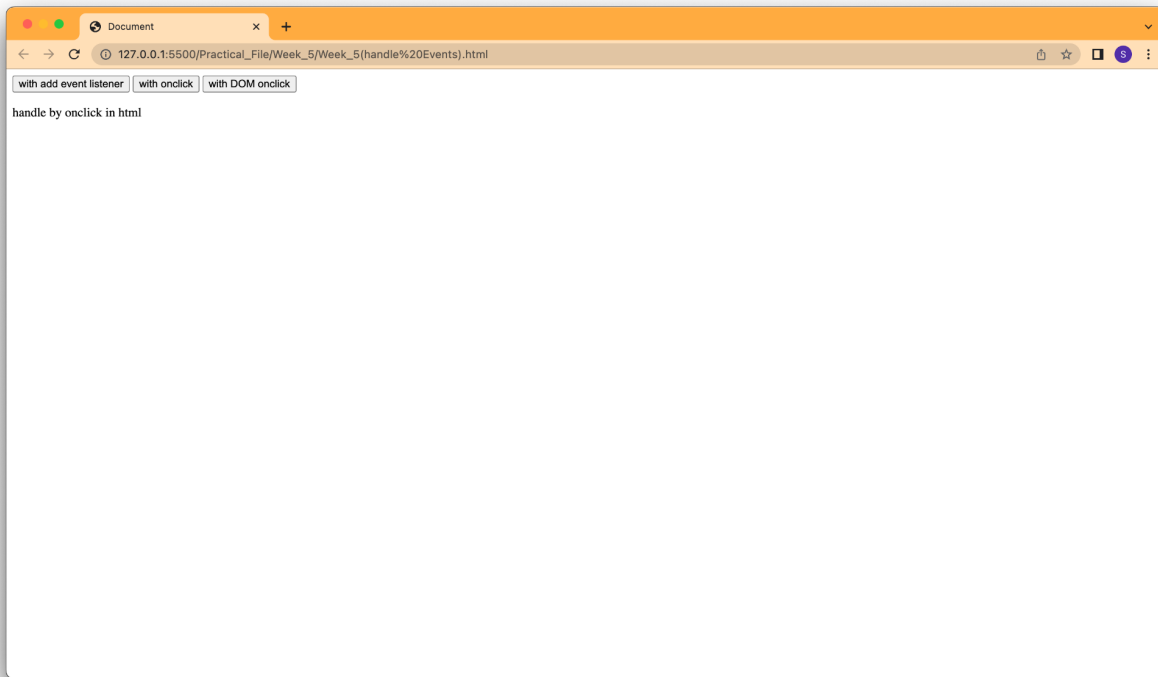 Document
127.0.0.1:5500/Practical_File/Week_5/Week_5(handle%20Events).html
S
with add event listener with onclick with DOM onclick
handle by onclick in html